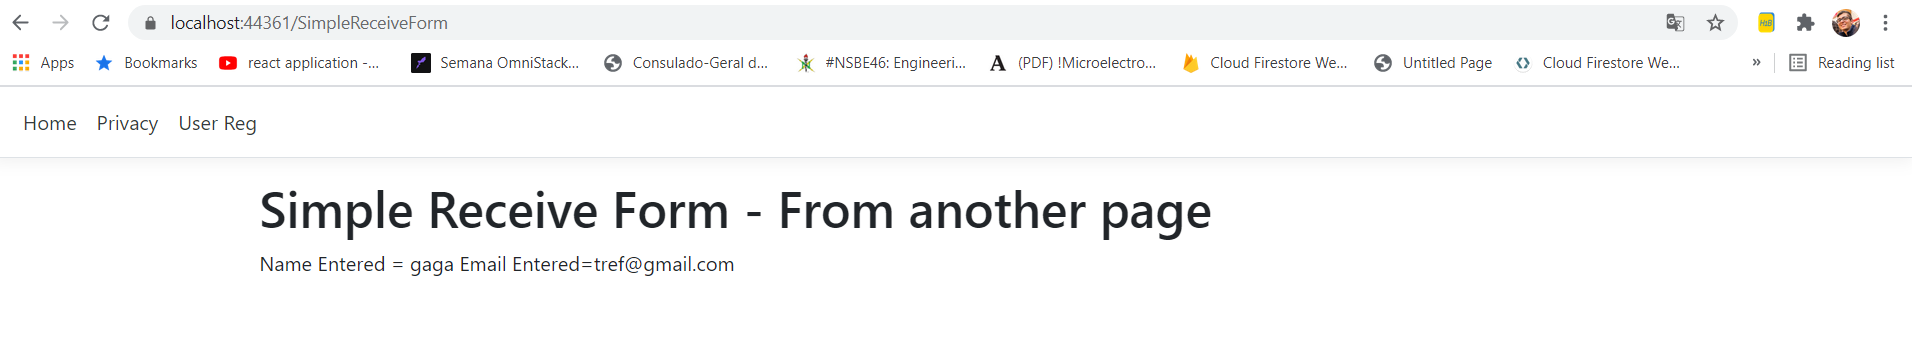 localhost:44361/SimpleReceiveForm
Apps Bookmarks react application -... Semana OmniStack... Consulado-Geral d... #NSBE46: Engineeri... A (PDF) !Microelectro... Cloud Firestore We... Untitled Page Cloud Firestore We... » Reading list
Home Privacy User Reg
Simple Receive Form - From another page
Name Entered = gaga Email Entered=tref@gmail.com